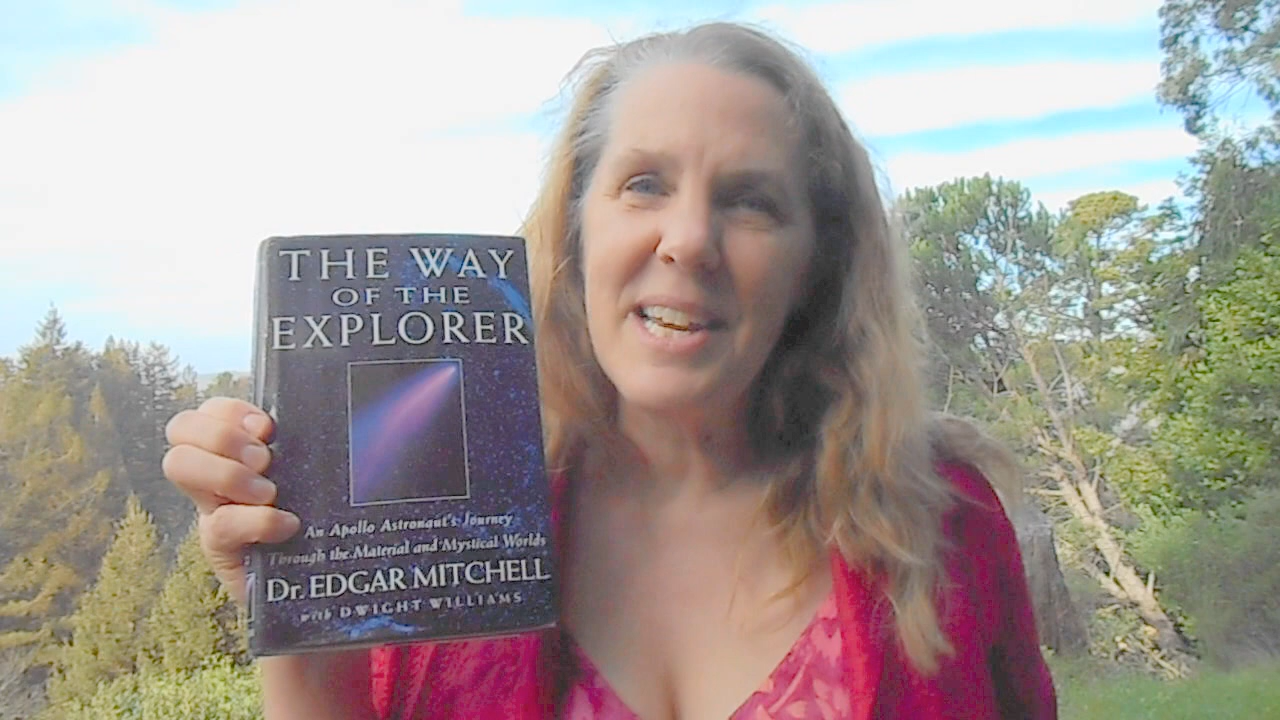 THE WAY
OF THE
EXPLORER
An Apollo Astronaut's Journey
Through the Material and Mystical Worlds
Dr. EDGAR MITCHELL
with DWIGHT WILLIAMS